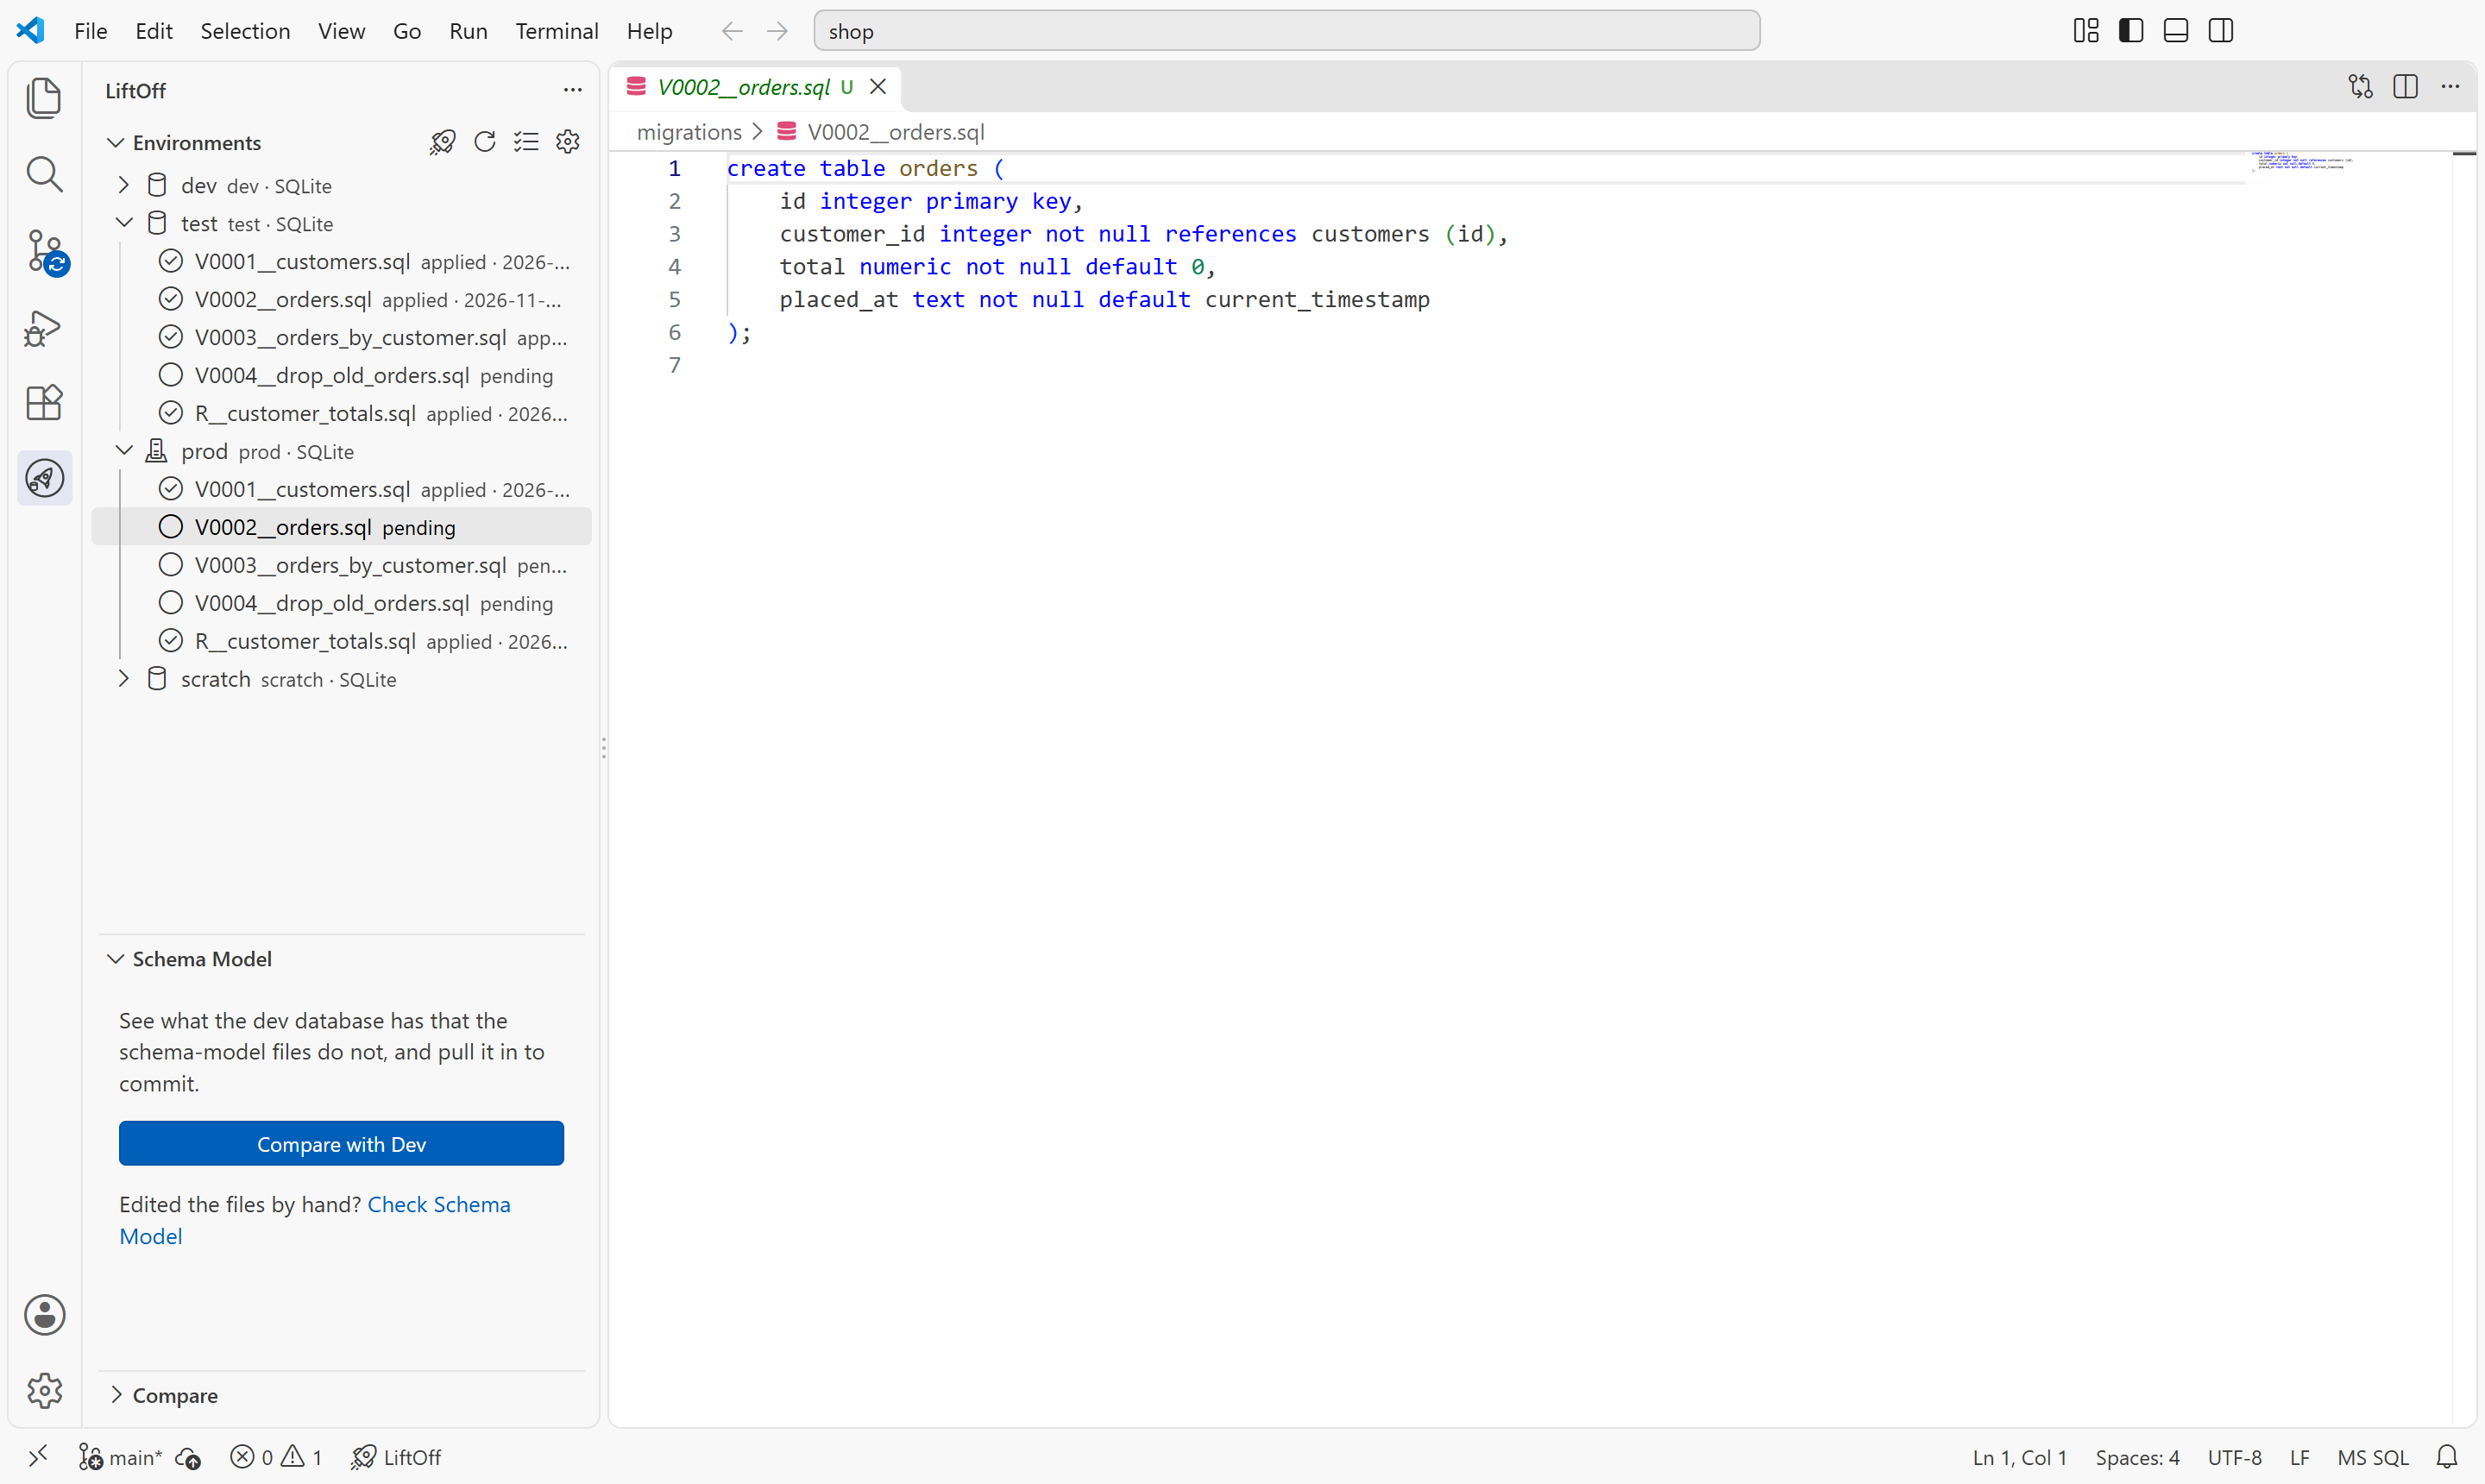 File Edit Selection View Go Run Terminal Help
shop
LiftOff
Environments
dev dev · SQLite
test test · SQLite
V0001__customers.sql applied · 2026-...
V0002__orders.sql applied · 2026-11-...
V0003__orders_by_customer.sql app...
V0004__drop_old_orders.sql pending
R__customer_totals.sql applied · 2026...
prod prod · SQLite
V0001__customers.sql applied · 2026-...
V0002__orders.sql pending
V0003__orders_by_customer.sql pen...
V0004__drop_old_orders.sql pending
R__customer_totals.sql applied · 2026...
scratch scratch · SQLite
Schema Model
See what the dev database has that the
schema-model files do not, and pull it in to
commit.
Compare with Dev
Edited the files by hand? Check Schema
Model
Compare
V0002__orders.sql U
migrations > V0002__orders.sql
1 create table orders (
2     id integer primary key,
3     customer_id integer not null references customers (id),
4     total numeric not null default 0,
5     placed_at text not null default current_timestamp
6 );
7
main* 0 1 LiftOff
Ln 1, Col 1 Spaces: 4 UTF-8 LF MS SQL